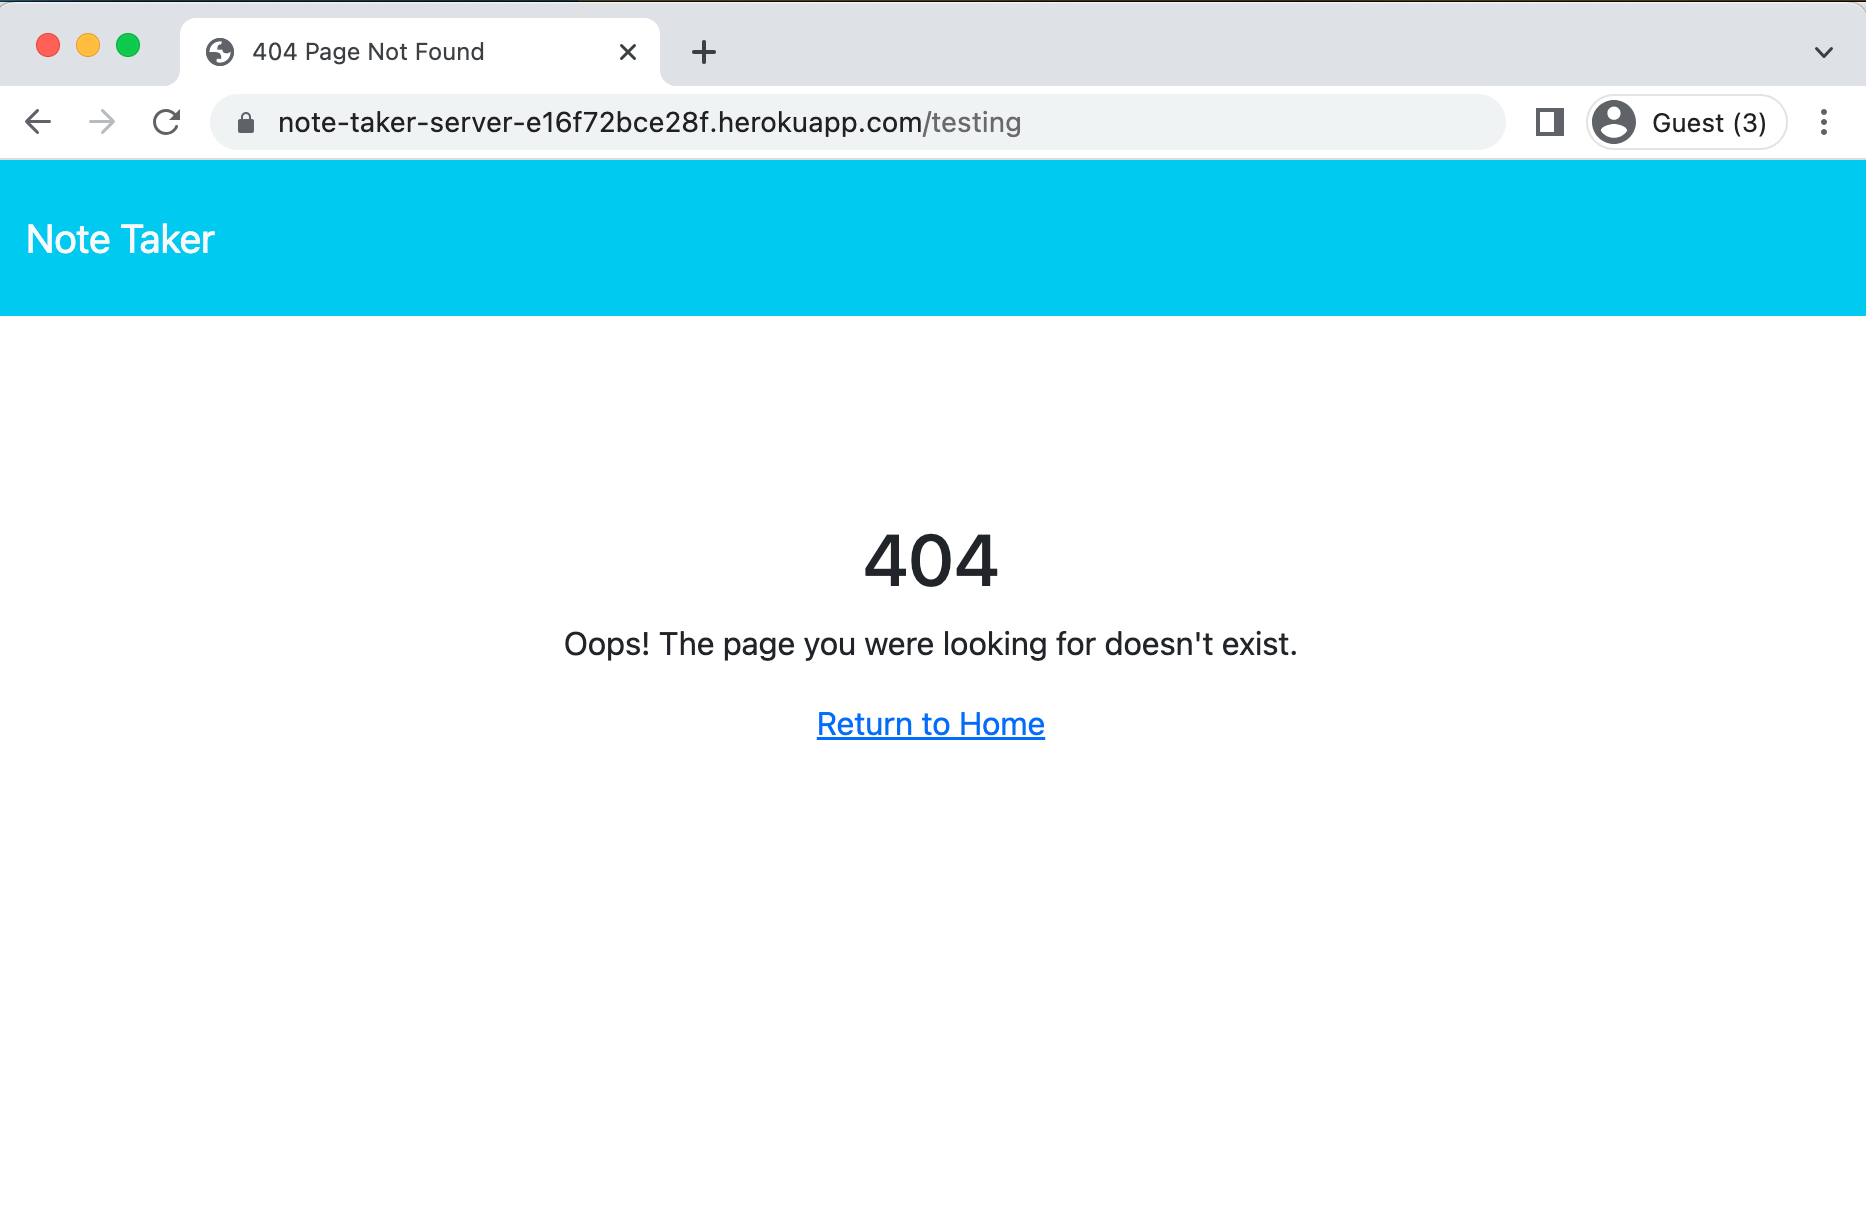 404 Page Not Found
note-taker-server-e16f72bce28f.herokuapp.com/testing
Guest (3)
Note Taker
404
Oops! The page you were looking for doesn't exist.
Return to Home